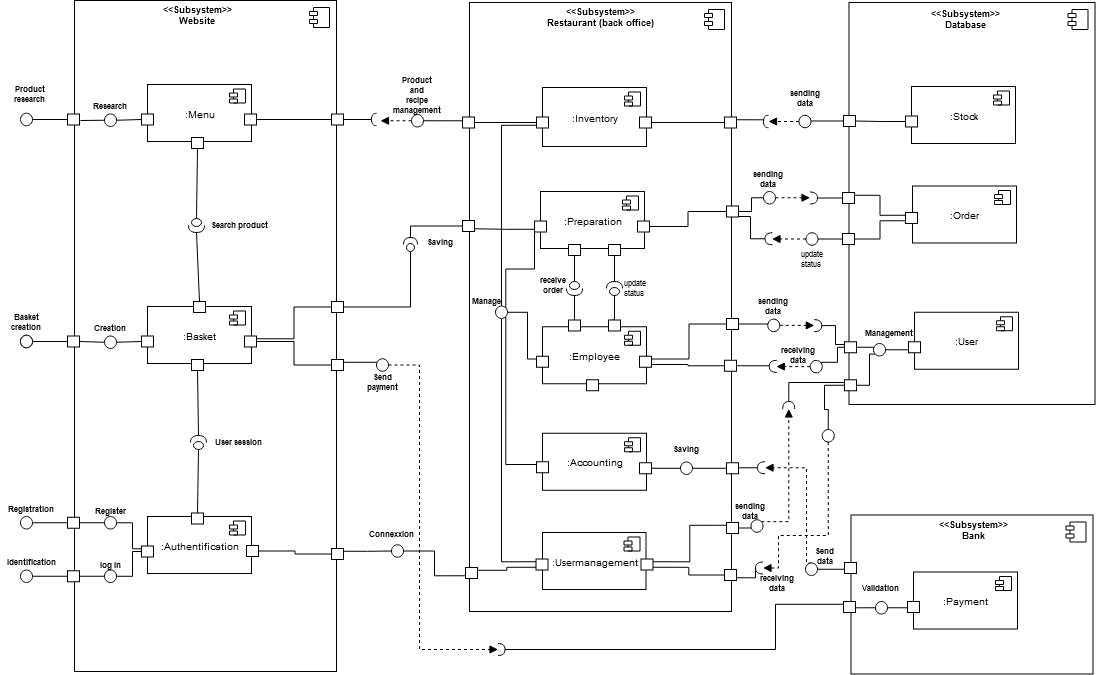 <<Subsystem>>
Website
<<Subsystem>>
Restaurant (back office)
<<Subsystem>>
Database
Product
research
Research
:Menu
Product
and
recipe
management
:Inventory
sending
data
:Stock
Search product
Saving
:Preparation
sending
data
:Order
update
status
receive
order
update
status
Manage
Basket
creation
Creation
:Basket
Send
payment
:Employee
sending
data
receiving
data
Management
:User
User session
:Accounting
Saving
Registration
Register
Identification
log in
:Authentification
Connexxion
:Usermanagement
sending
data
receiving
data
Send
data
<<Subsystem>>
Bank
Validation
:Payment